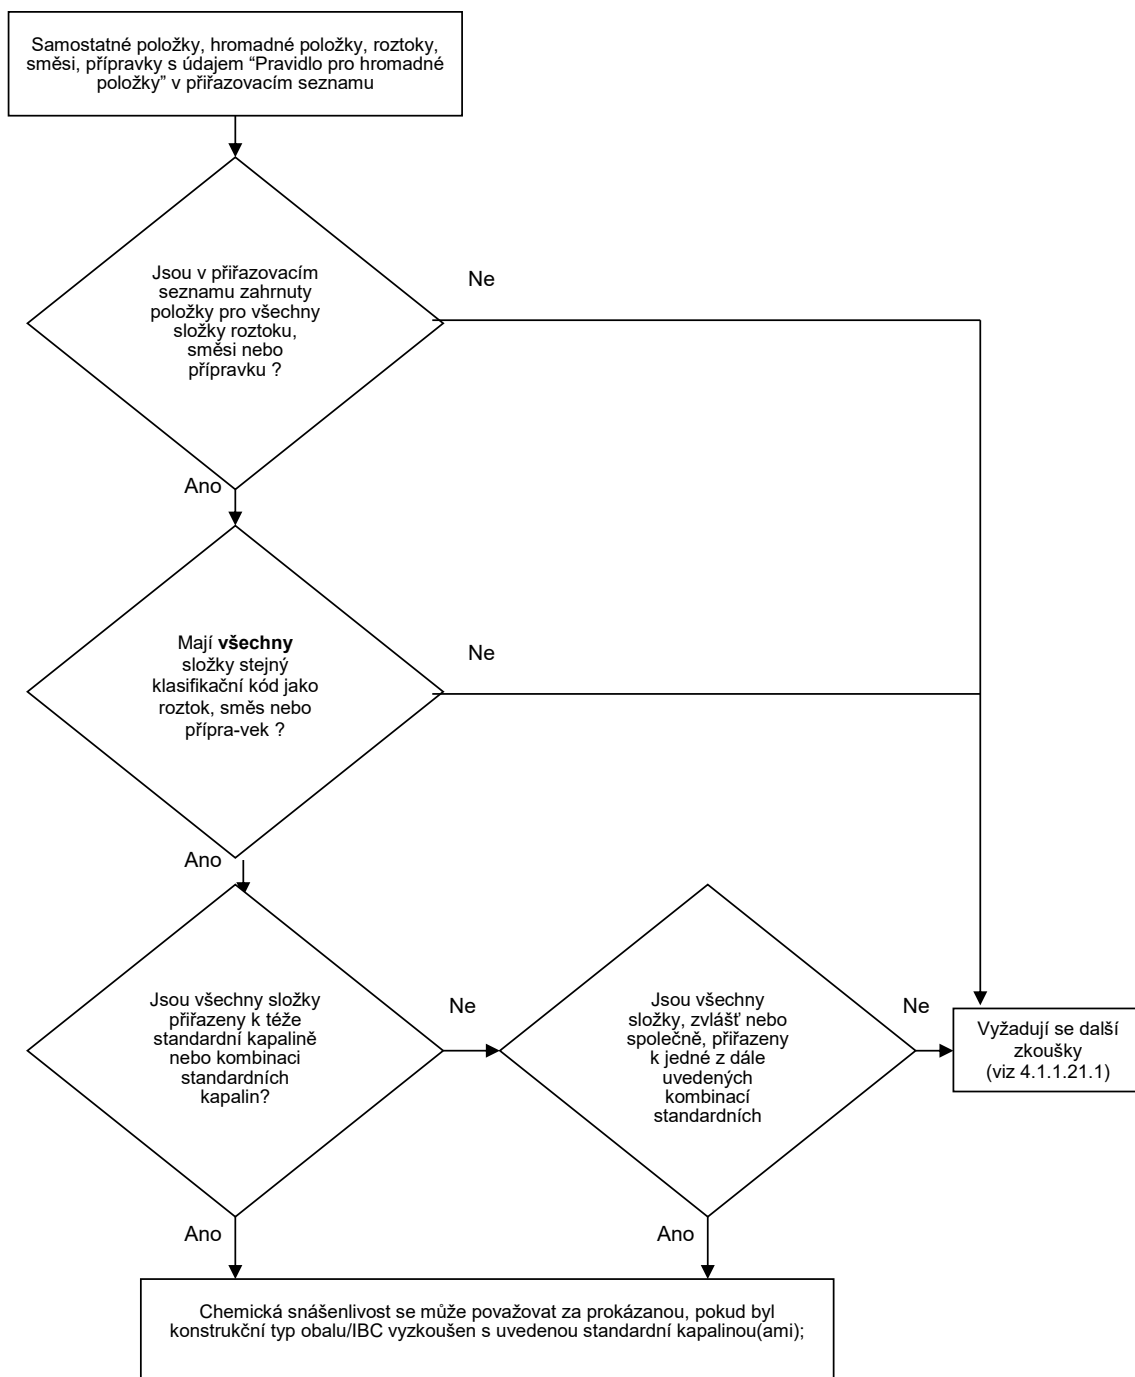 Samostatné položky, hromadné položky, roztoky,
směsi, přípravky s údajem “Pravidlo pro hromadné
položky” v přiřazovacím seznamu
Jsou v přiřazovacím
seznamu zahrnuty
položky pro všechny
složky roztoku,
směsi nebo
přípravku ?
Ne
Ano
Mají všechny
složky stejný
klasifikační kód jako
roztok, směs nebo
přípra-vek ?
Ne
Ano
Jsou všechny složky
přiřazeny k téže
standardní kapalině
nebo kombinaci
standardních
kapalin?
Ne
Jsou všechny
složky, zvlášť nebo
společně, přiřazeny
k jedné z dále
uvedených
kombinací
standardních
Ne
Vyžadují se další
zkoušky
(viz 4.1.1.21.1)
Ano
Ano
Chemická snášenlivost se může považovat za prokázanou, pokud byl
konstrukční typ obalu/IBC vyzkoušen s uvedenou standardní kapalinou(ami);